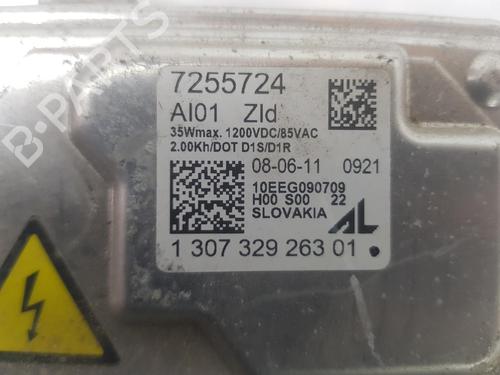 B-PARTS
7255724
AI01 Zld
35Wmax. 1200VDC/85VAC
2.00Kh/DOT D1S/D1R
08-06-11 0921
10EEG090709
H00 S00 22
SLOVAKIA AL
1 307 329 263 01